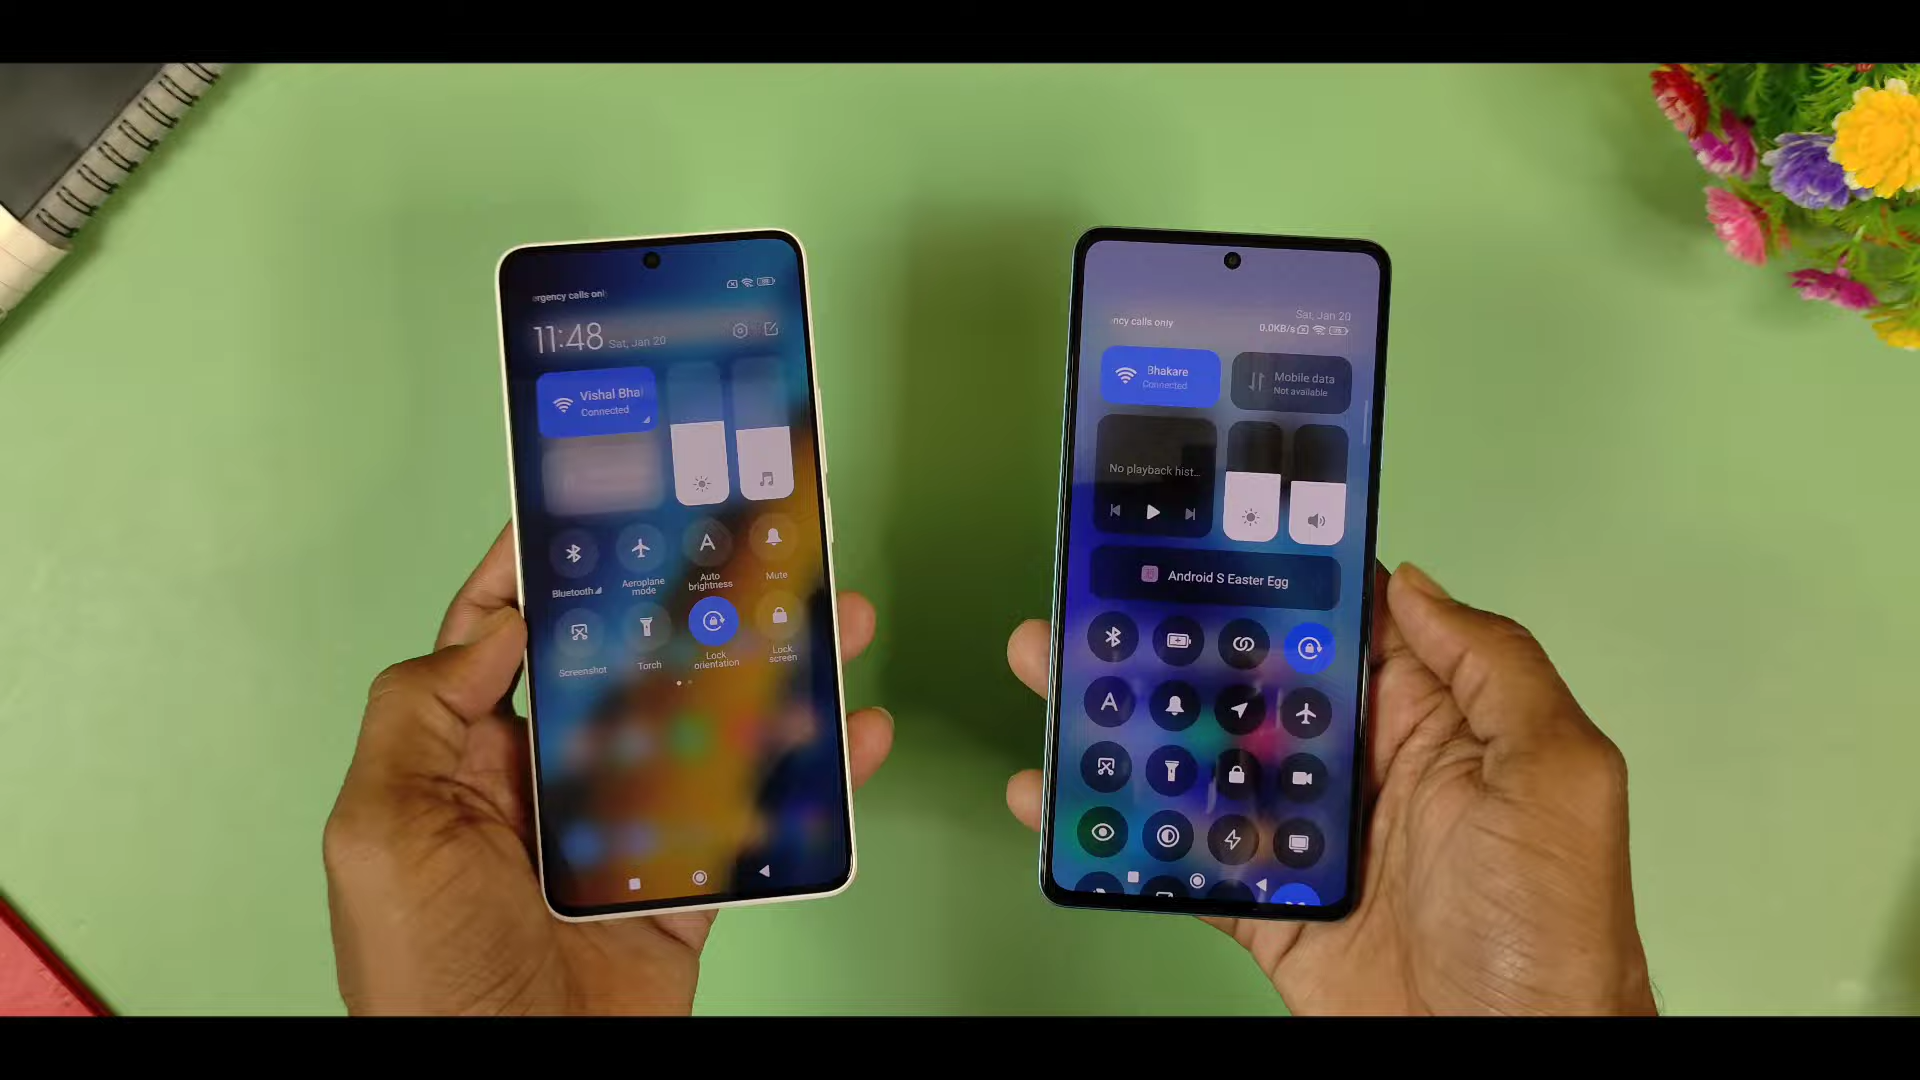 ergency calls onl
11:48 Sat, Jan 20
Vishal Bha
Connected
Bluetooth
Aeroplane
mode
Auto
brightness
Mute
Screenshot
Torch
Lock
orientation
Lock
screen
Sat, Jan 20
ncy calls only
0.0KB/s
Bhakare
Connected
Mobile data
Not available
No playback hist...
Android S Easter Egg
A
A